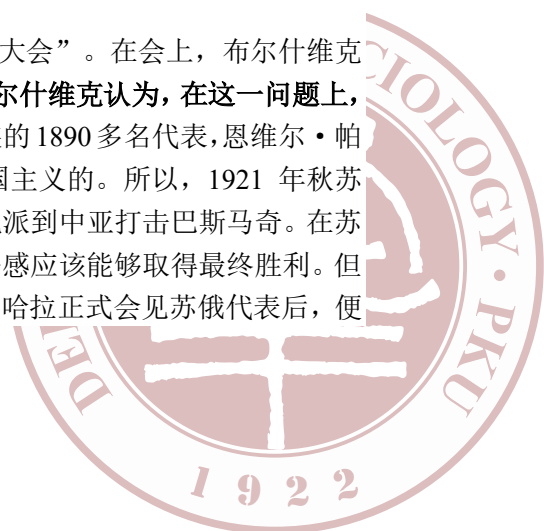 大会”。在会上，布尔什维克
尔什维克认为，在这一问题上，
的 1890 多名代表，恩维尔·帕
国主义的。所以，1921 年秋苏
派到中亚打击巴斯马奇。在苏
感应该能够取得最终胜利。但
哈拉正式会见苏俄代表后，便
CIOLOGY · PKU
DE
1922